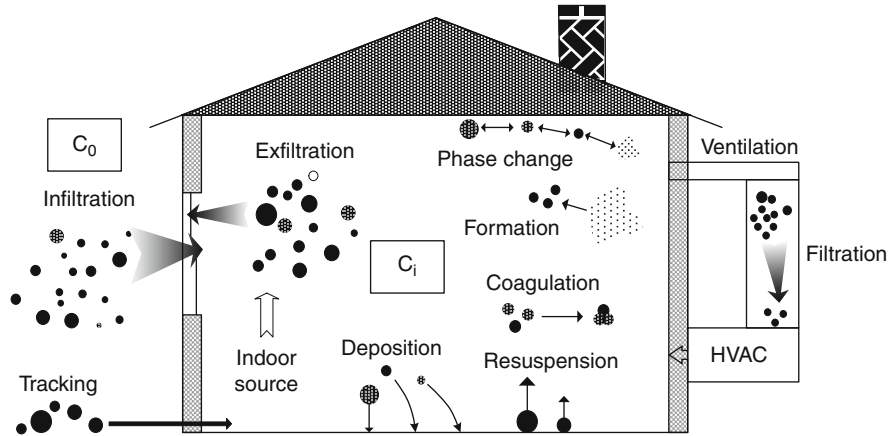 C0
Infiltration
Exfiltration
Phase change
Ventilation
Formation
Filtration
Ci
Coagulation
Indoor
source
Deposition
Resuspension
HVAC
Tracking